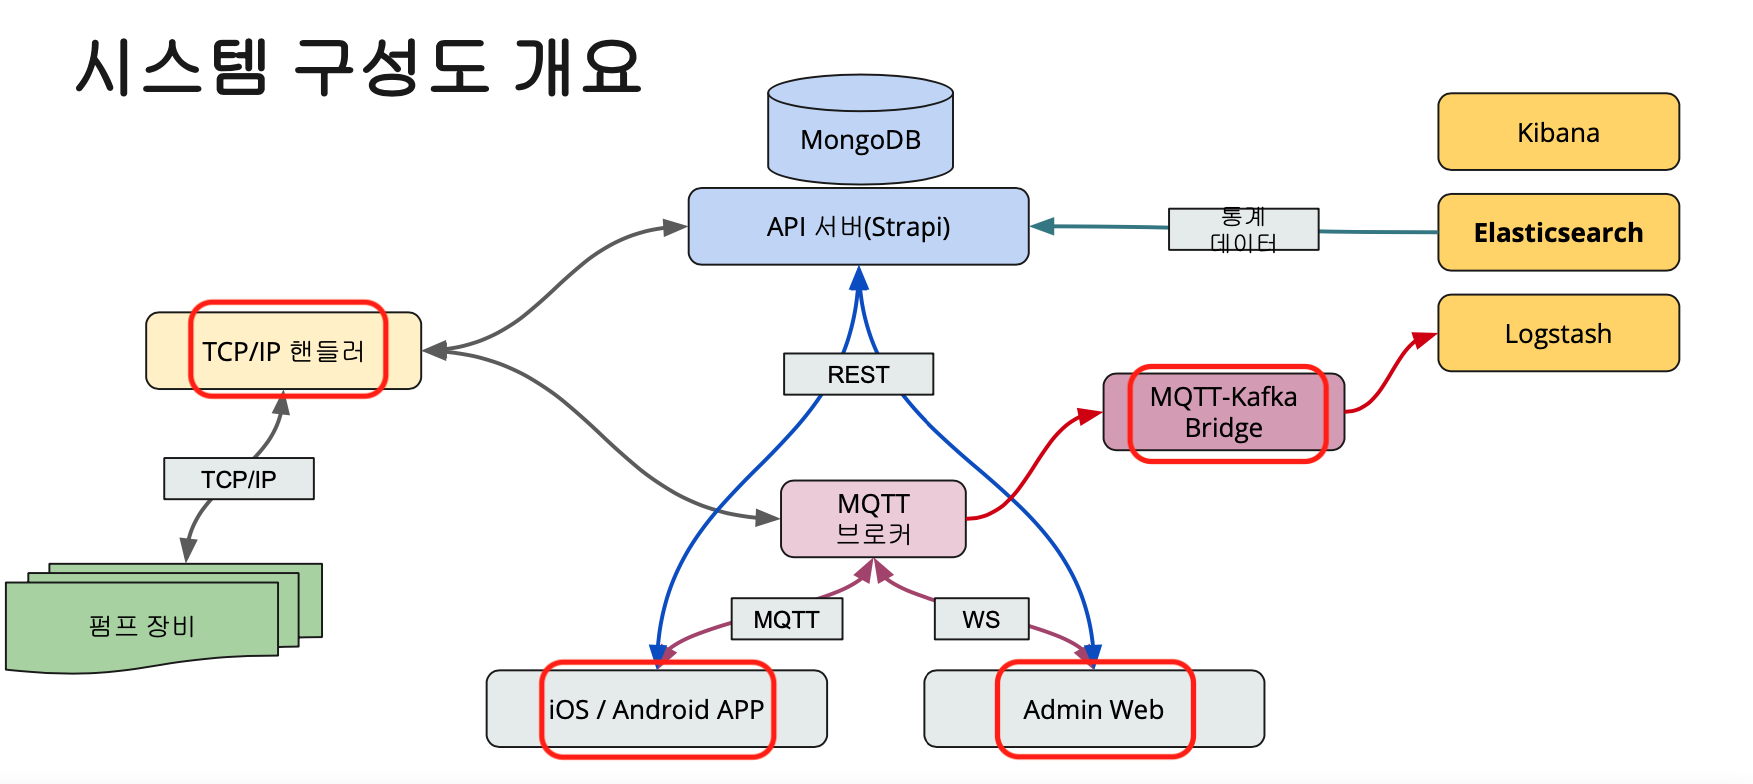 시스템 구성도 개요
MongoDB
Kibana
API 서버(Strapi)
통계
데이터
Elasticsearch
TCP/IP 핸들러
REST
Logstash
MQTT-Kafka
Bridge
TCP/IP
MQTT
브로커
펌프 장비
MQTT
WS
iOS / Android APP
Admin Web